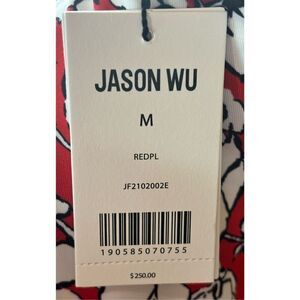 JASON WU
M
REDPL
JF2102002E
190585070755
$250.00